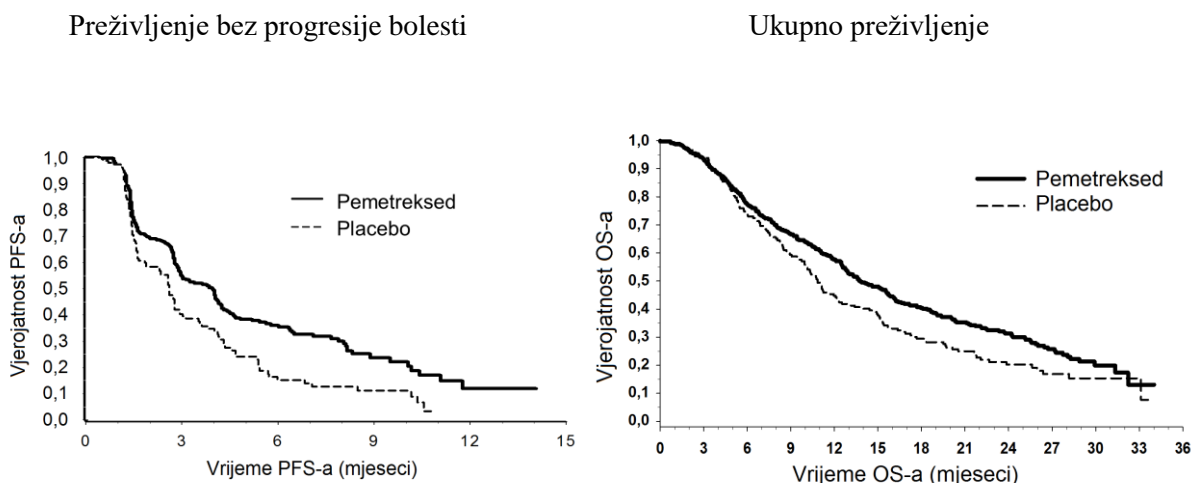 Preživljenje bez progresije bolesti
Ukupno preživljenje
Vjerojatnost PFS-a
1,0
0,9
0,8
0,7
0,6
0,5
0,4
0,3
0,2
0,1
0,0
Pemetreksed
Placebo
0 3 6 9 12 15
Vrijeme PFS-a (mjeseci)
Vjerojatnost OS-a
1,0
0,9
0,8
0,7
0,6
0,5
0,4
0,3
0,2
0,1
0,0
Pemetreksed
Placebo
0 3 6 9 12 15 18 21 24 27 30 33 36
Vrijeme OS-a (mjeseci)